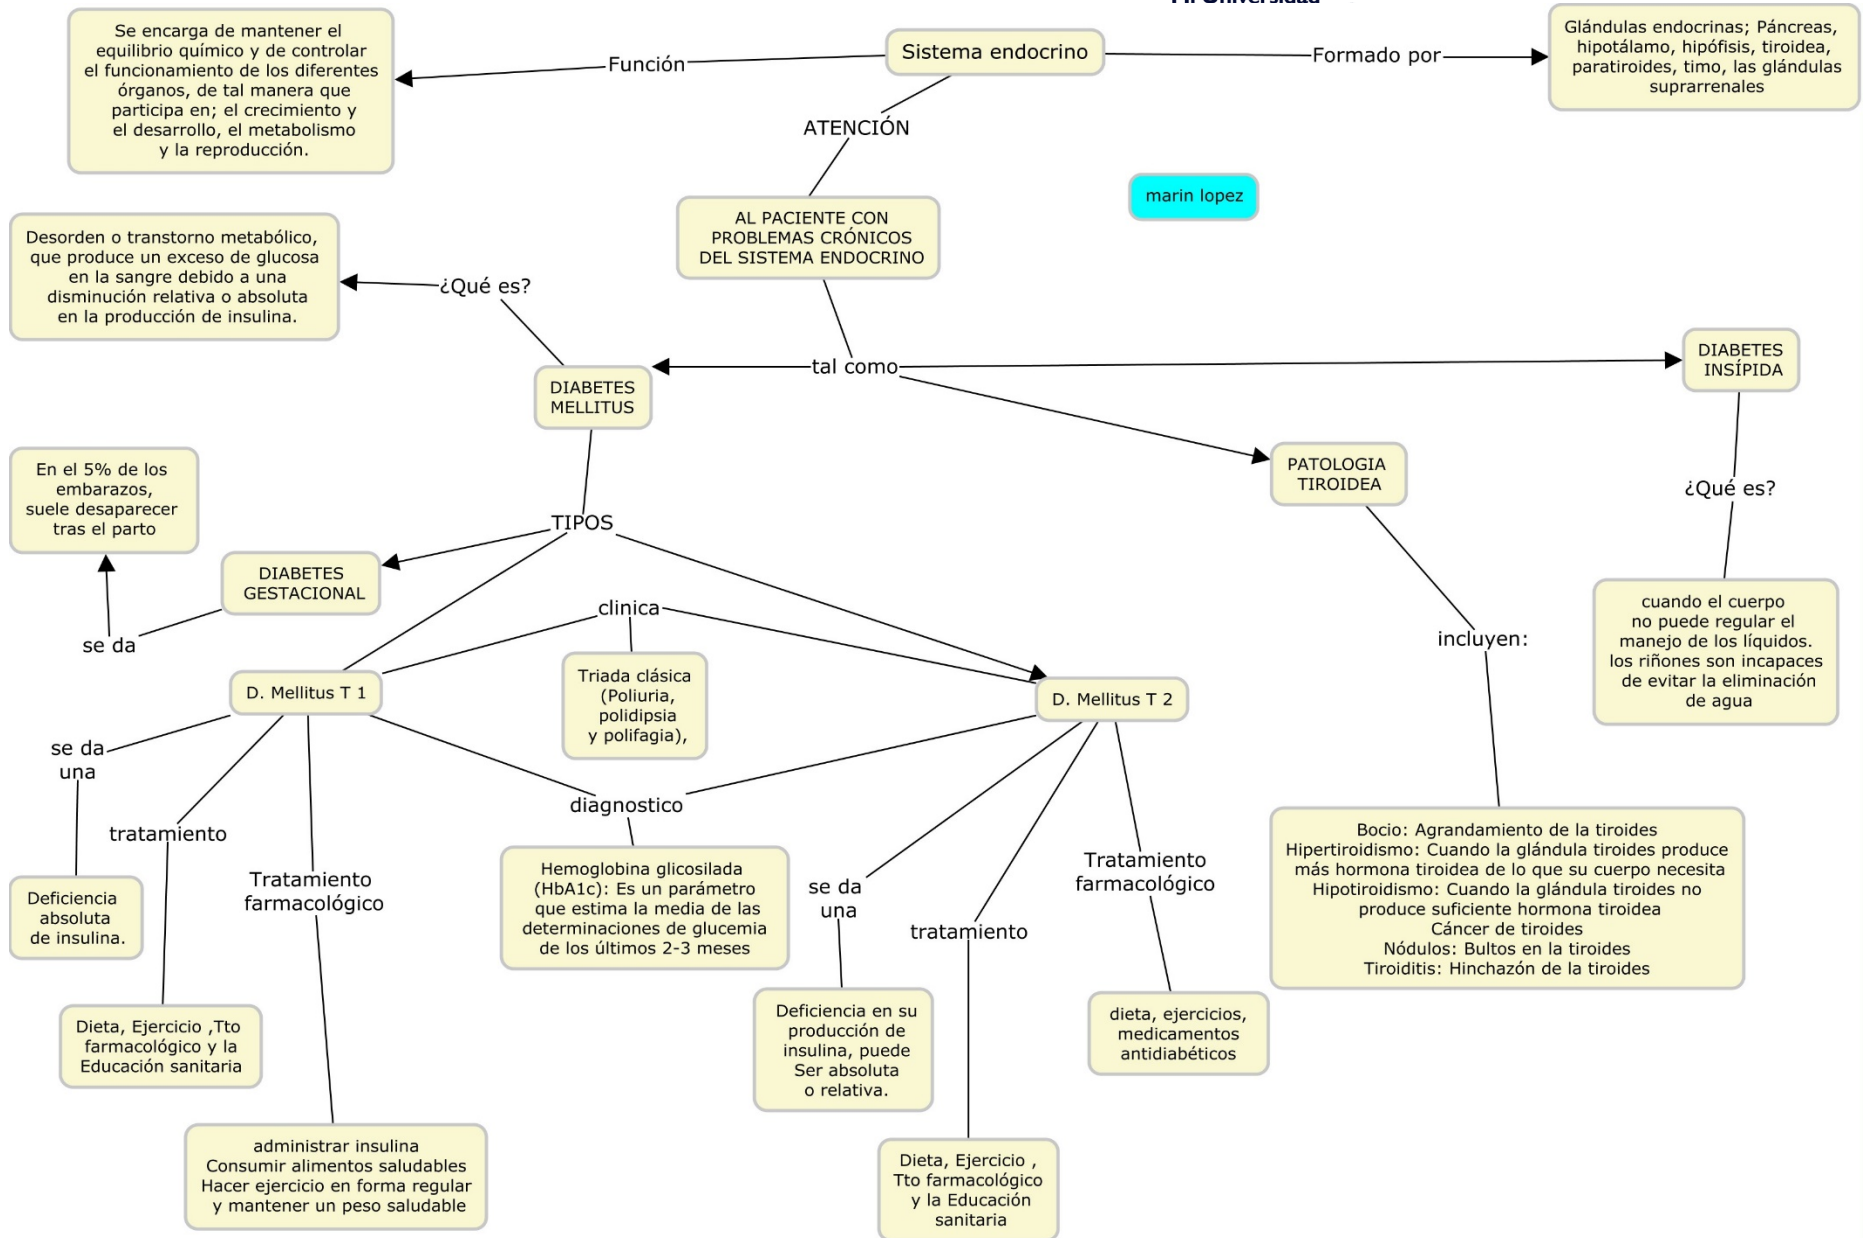 Mi Universidad
Se encarga de mantener el
equilibrio químico y de controlar
el funcionamiento de los diferentes
órganos, de tal manera que
participa en; el crecimiento y
el desarrollo, el metabolismo
y la reproducción.
Función
Sistema endocrino
Formado por
Glándulas endocrinas; Páncreas,
hipotálamo, hipófisis, tiroidea,
paratiroides, timo, las glándulas
suprarrenales
ATENCIÓN
marin lopez
AL PACIENTE CON
PROBLEMAS CRÓNICOS
DEL SISTEMA ENDOCRINO
Desorden o transtorno metabólico,
que produce un exceso de glucosa
en la sangre debido a una
disminución relativa o absoluta
en la producción de insulina.
¿Qué es?
tal como
DIABETES
MELLITUS
DIABETES
INSÍPIDA
PATOLOGIA
TIROIDEA
¿Qué es?
En el 5% de los
embarazos,
suele desaparecer
tras el parto
TIPOS
DIABETES
GESTACIONAL
se da
clinica
incluyen:
cuando el cuerpo
no puede regular el
manejo de los líquidos.
los riñones son incapaces
de evitar la eliminación
de agua
D. Mellitus T 1
Triada clásica
(Poliuria,
polidipsia
y polifagia),
D. Mellitus T 2
se da
una
tratamiento
Tratamiento
farmacológico
diagnostico
Deficiencia
absoluta
de insulina.
Hemoglobina glicosilada
(HbA1c): Es un parámetro
que estima la media de las
determinaciones de glucemia
de los últimos 2-3 meses
se da
una
tratamiento
Tratamiento
farmacológico
Bocio: Agrandamiento de la tiroides
Hipertiroidismo: Cuando la glándula tiroides produce
más hormona tiroidea de lo que su cuerpo necesita
Hipotiroidismo: Cuando la glándula tiroides no
produce suficiente hormona tiroidea
Cáncer de tiroides
Nódulos: Bultos en la tiroides
Tiroiditis: Hinchazón de la tiroides
Dieta, Ejercicio ,Tto
farmacológico y la
Educación sanitaria
Deficiencia en su
producción de
insulina, puede
Ser absoluta
o relativa.
dieta, ejercicios,
medicamentos
antidiabéticos
administrar insulina
Consumir alimentos saludables
Hacer ejercicio en forma regular
y mantener un peso saludable
Dieta, Ejercicio ,
Tto farmacológico
y la Educación
sanitaria